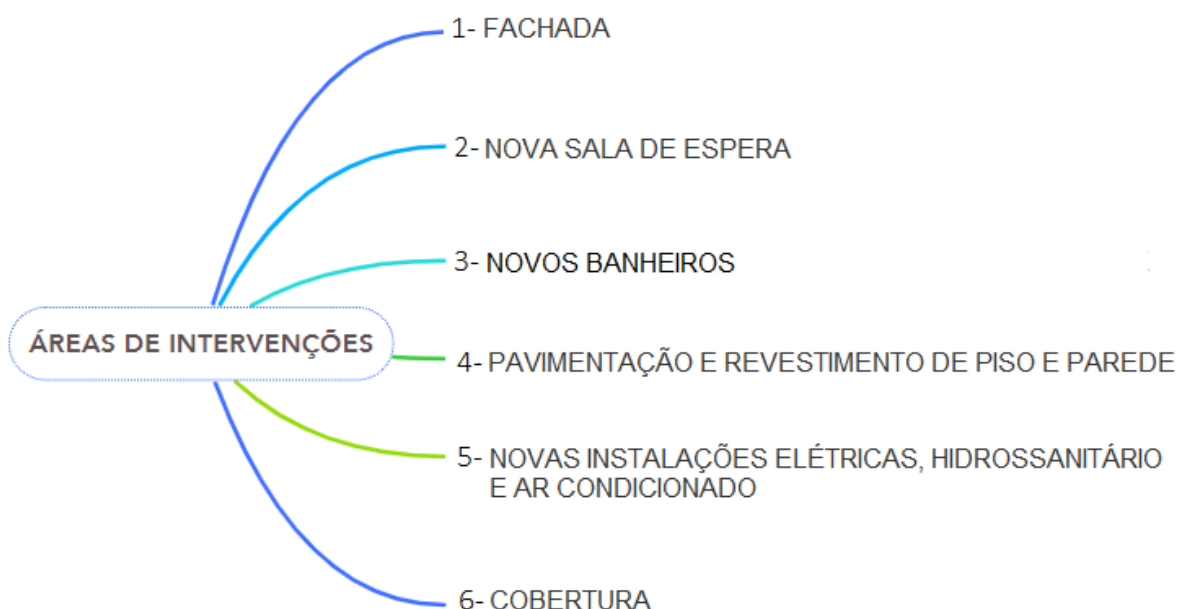 1- FACHADA
2- NOVA SALA DE ESPERA
3- NOVOS BANHEIROS
ÁREAS DE INTERVENÇÕES
4- PAVIMENTAÇÃO E REVESTIMENTO DE PISO E PAREDE
5- NOVAS INSTALAÇÕES ELÉTRICAS, HIDROSSANITÁRIO
E AR CONDICIONADO
6- COBERTURA